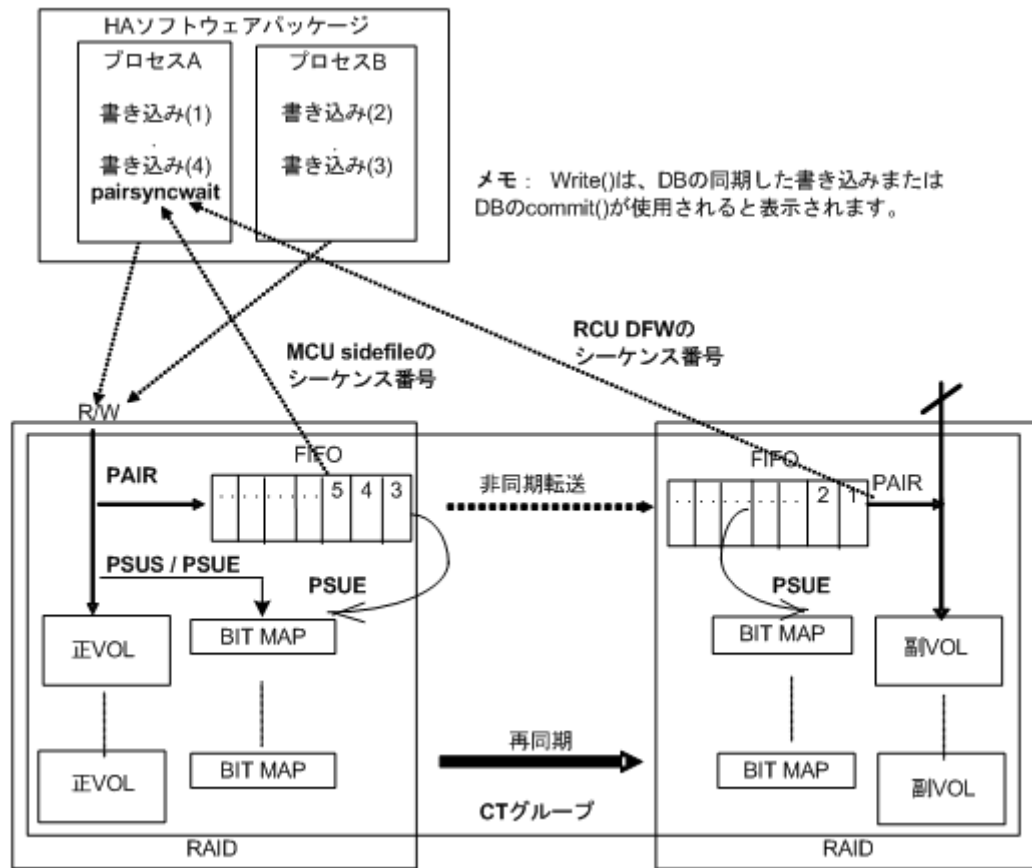 HAソフトウェアパッケージ
プロセスA
プロセスB
書き込み(1)
書き込み(2)
.
.
書き込み(4)
書き込み(3)
pairsyncwait
メモ： Write()は、DBの同期した書き込みまたは
DBのcommit()が使用されると表示されます。
MCU sidefileの
シーケンス番号
RCU DFWの
シーケンス番号
R/W
FIFO
FIFO
PAIR
. . . . . . . 5 4 3
非同期転送
. . . . . . . . . . 2 1
PAIR
PSUS / PSUE
PSUE
PSUE
正VOL
BIT MAP
BIT MAP
副VOL
再同期
正VOL
BIT MAP
BIT MAP
副VOL
CTグループ
RAID
RAID